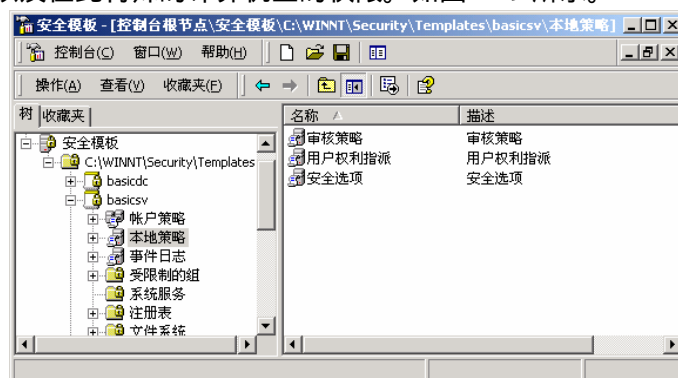 安全模板 - [控制台根节点\安全模板\C:\WINNT\Security\Templates\basicsv\本地策略]
控制台(C) 窗口(W) 帮助(H)
操作(A) 查看(V) 收藏夹(F)
树 收藏夹
名称 描述
安全模板
C:\WINNT\Security\Templates
basicdc
basicsv
帐户策略
本地策略
事件日志
受限制的组
系统服务
注册表
文件系统
审核策略 审核策略
用户权利指派 用户权利指派
安全选项 安全选项